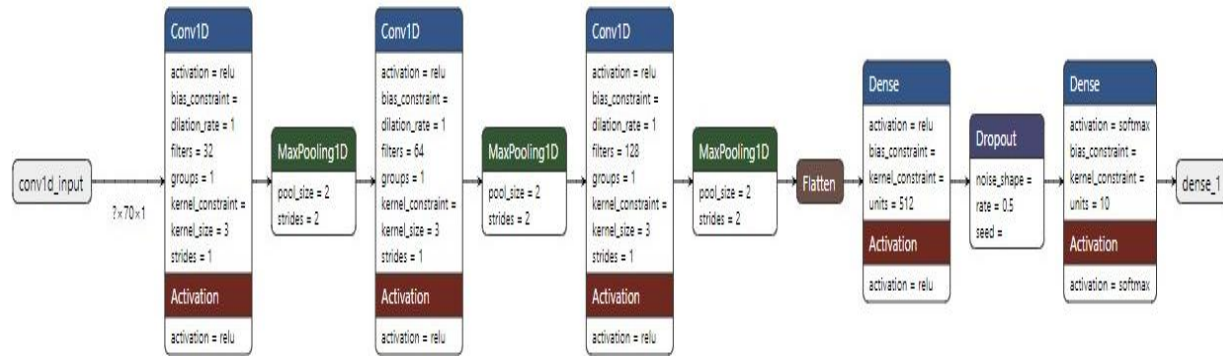 conv1d_input
?×70×1
Conv1D
activation = relu
bias_constraint =
dilation_rate = 1
filters = 32
groups = 1
kernel_constraint =
kernel_size = 3
strides = 1
Activation
activation = relu
MaxPooling1D
pool_size = 2
strides = 2
Conv1D
activation = relu
bias_constraint =
dilation_rate = 1
filters = 64
groups = 1
kernel_constraint =
kernel_size = 3
strides = 1
Activation
activation = relu
MaxPooling1D
pool_size = 2
strides = 2
Conv1D
activation = relu
bias_constraint =
dilation_rate = 1
filters = 128
groups = 1
kernel_constraint =
kernel_size = 3
strides = 1
Activation
activation = relu
MaxPooling1D
pool_size = 2
strides = 2
Flatten
Dense
activation = relu
bias_constraint =
kernel_constraint =
units = 512
Activation
activation = relu
Dropout
noise_shape =
rate = 0.5
seed =
Dense
activation = softmax
bias_constraint =
kernel_constraint =
units = 10
Activation
activation = softmax
dense_1